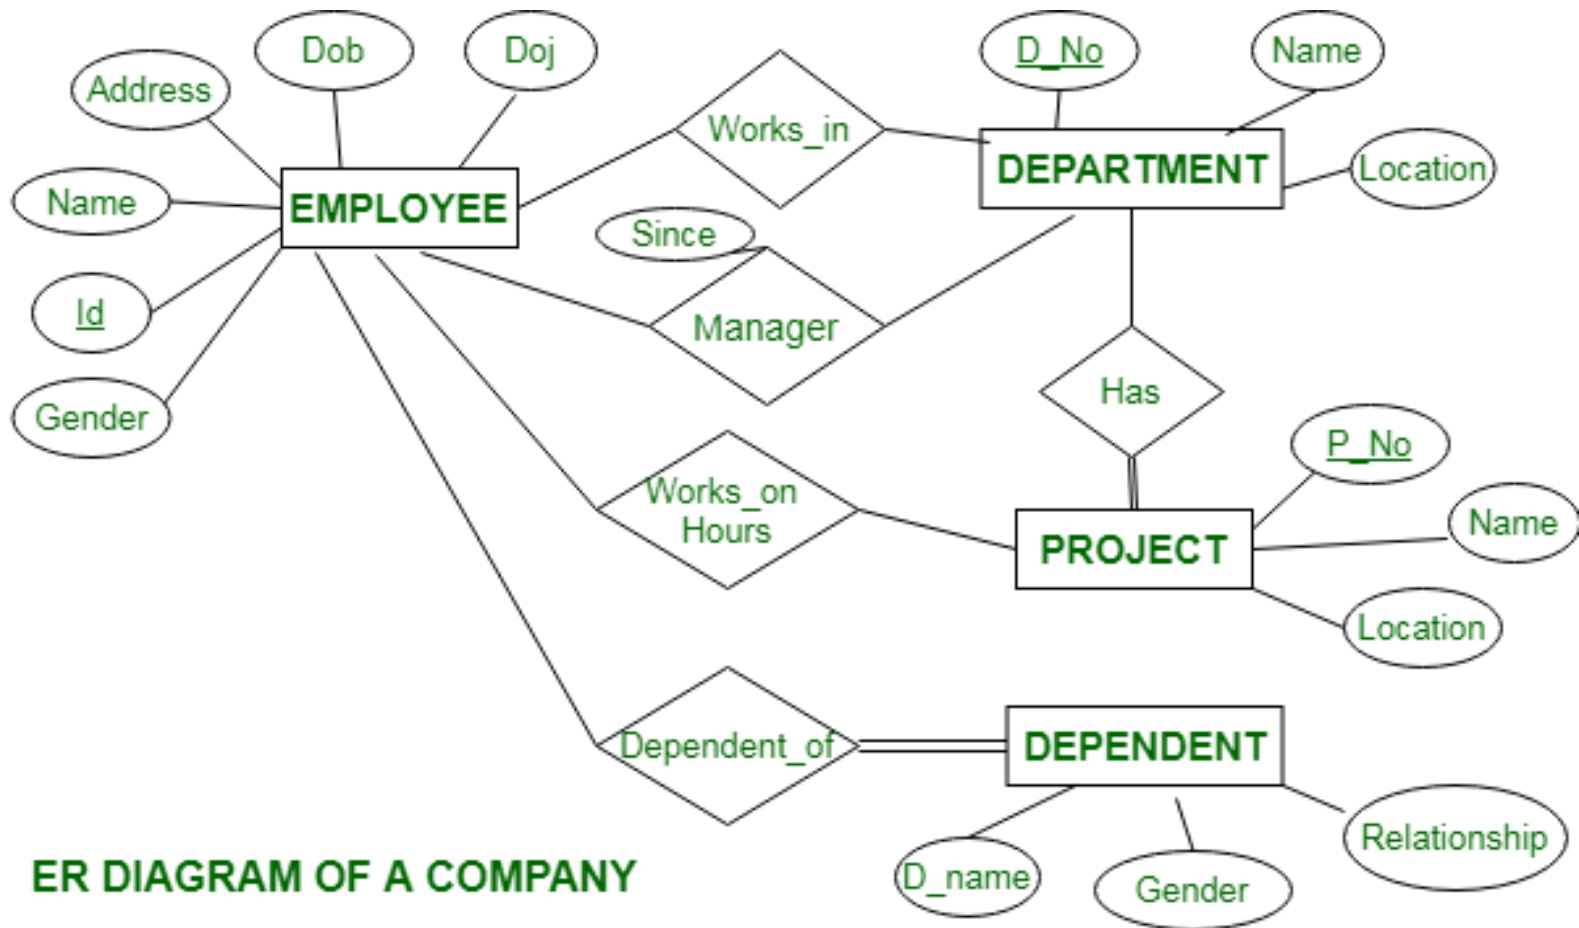 Dob
Doj
D_No
Name
Address
Works_in
DEPARTMENT
Location
Name
EMPLOYEE
Since
Id
Manager
Has
Gender
P_No
Works_on
Hours
Name
PROJECT
Location
Dependent_of
DEPENDENT
Relationship
D_name
Gender
ER DIAGRAM OF A COMPANY